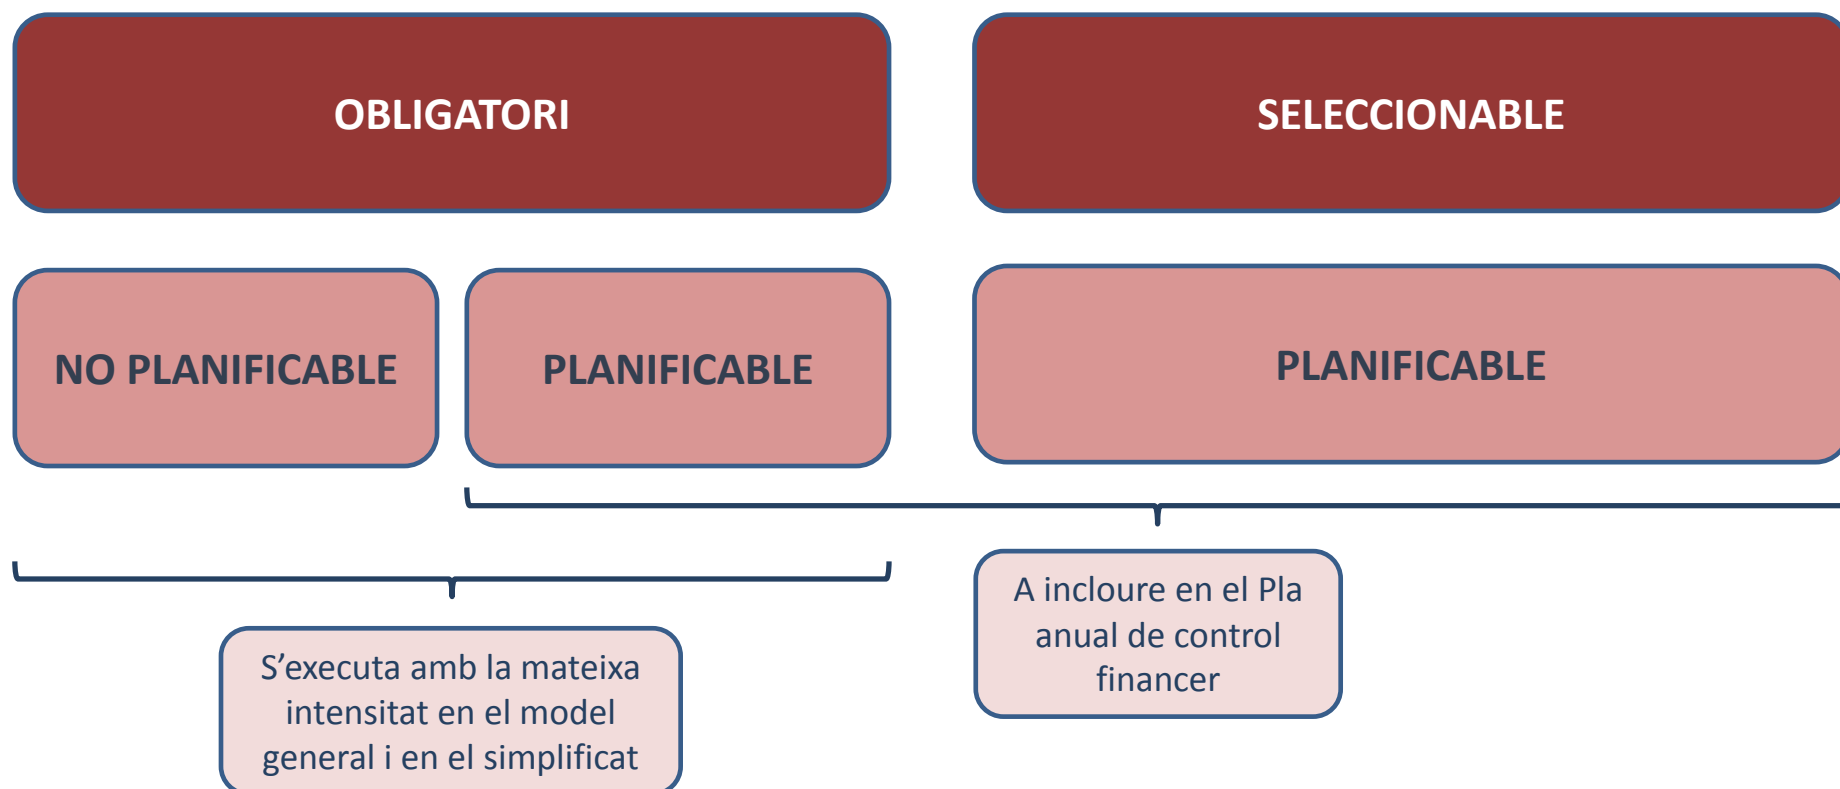 OBLIGATORI
SELECCIONABLE
NO PLANIFICABLE
PLANIFICABLE
PLANIFICABLE
A incloure en el Pla
anual de control
financer
S’executa amb la mateixa
intensitat en el model
general i en el simplificat